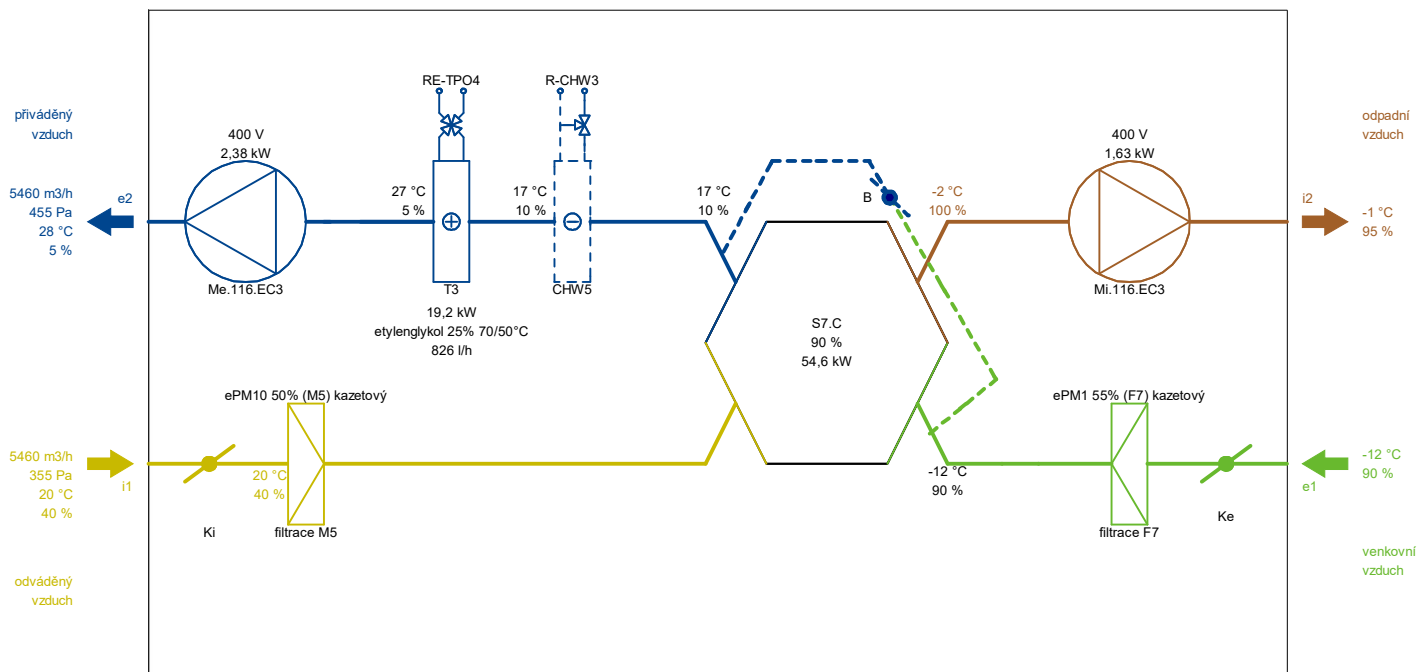 RE-TPO4
R-CHW3
přiváděný
vzduch
odpadní
vzduch
400 V
2,38 kW
400 V
1,63 kW
5460 m3/h
455 Pa
28 °C
5 %
e2
27 °C
5 %
17 °C
10 %
17 °C
10 %
B
-2 °C
100 %
i2
-1 °C
95 %
Me.116.EC3
T3
CHW5
Mi.116.EC3
19,2 kW
etylenglykol 25% 70/50°C
826 l/h
S7.C
90 %
54,6 kW
ePM10 50% (M5) kazetový
ePM1 55% (F7) kazetový
5460 m3/h
355 Pa
20 °C
40 %
i1
20 °C
40 %
-12 °C
90 %
-12 °C
90 %
e1
Ki
filtrace M5
filtrace F7
Ke
odváděný
vzduch
venkovní
vzduch